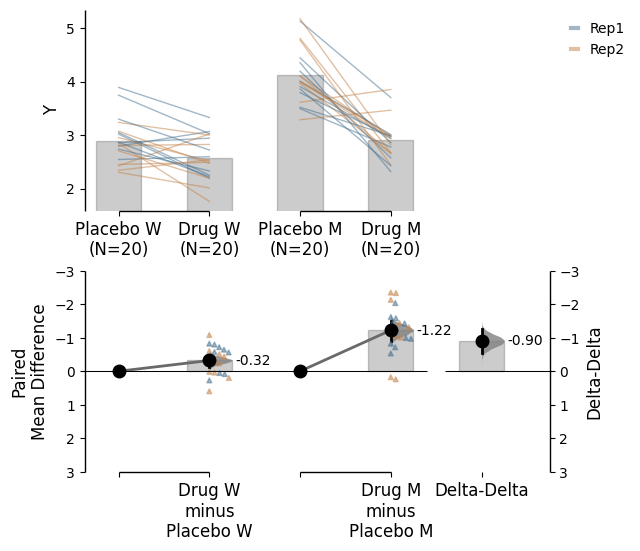 5
4
3
2
Y
Rep1
Rep2
Placebo W
(N=20)
Drug W
(N=20)
Placebo M
(N=20)
Drug M
(N=20)
−3
−2
−1
0
1
2
3
Paired
Mean Difference
-0.32
-1.22
-0.90
−3
−2
−1
0
1
2
3
Delta-Delta
Drug W
minus
Placebo W
Drug M
minus
Placebo M
Delta-Delta